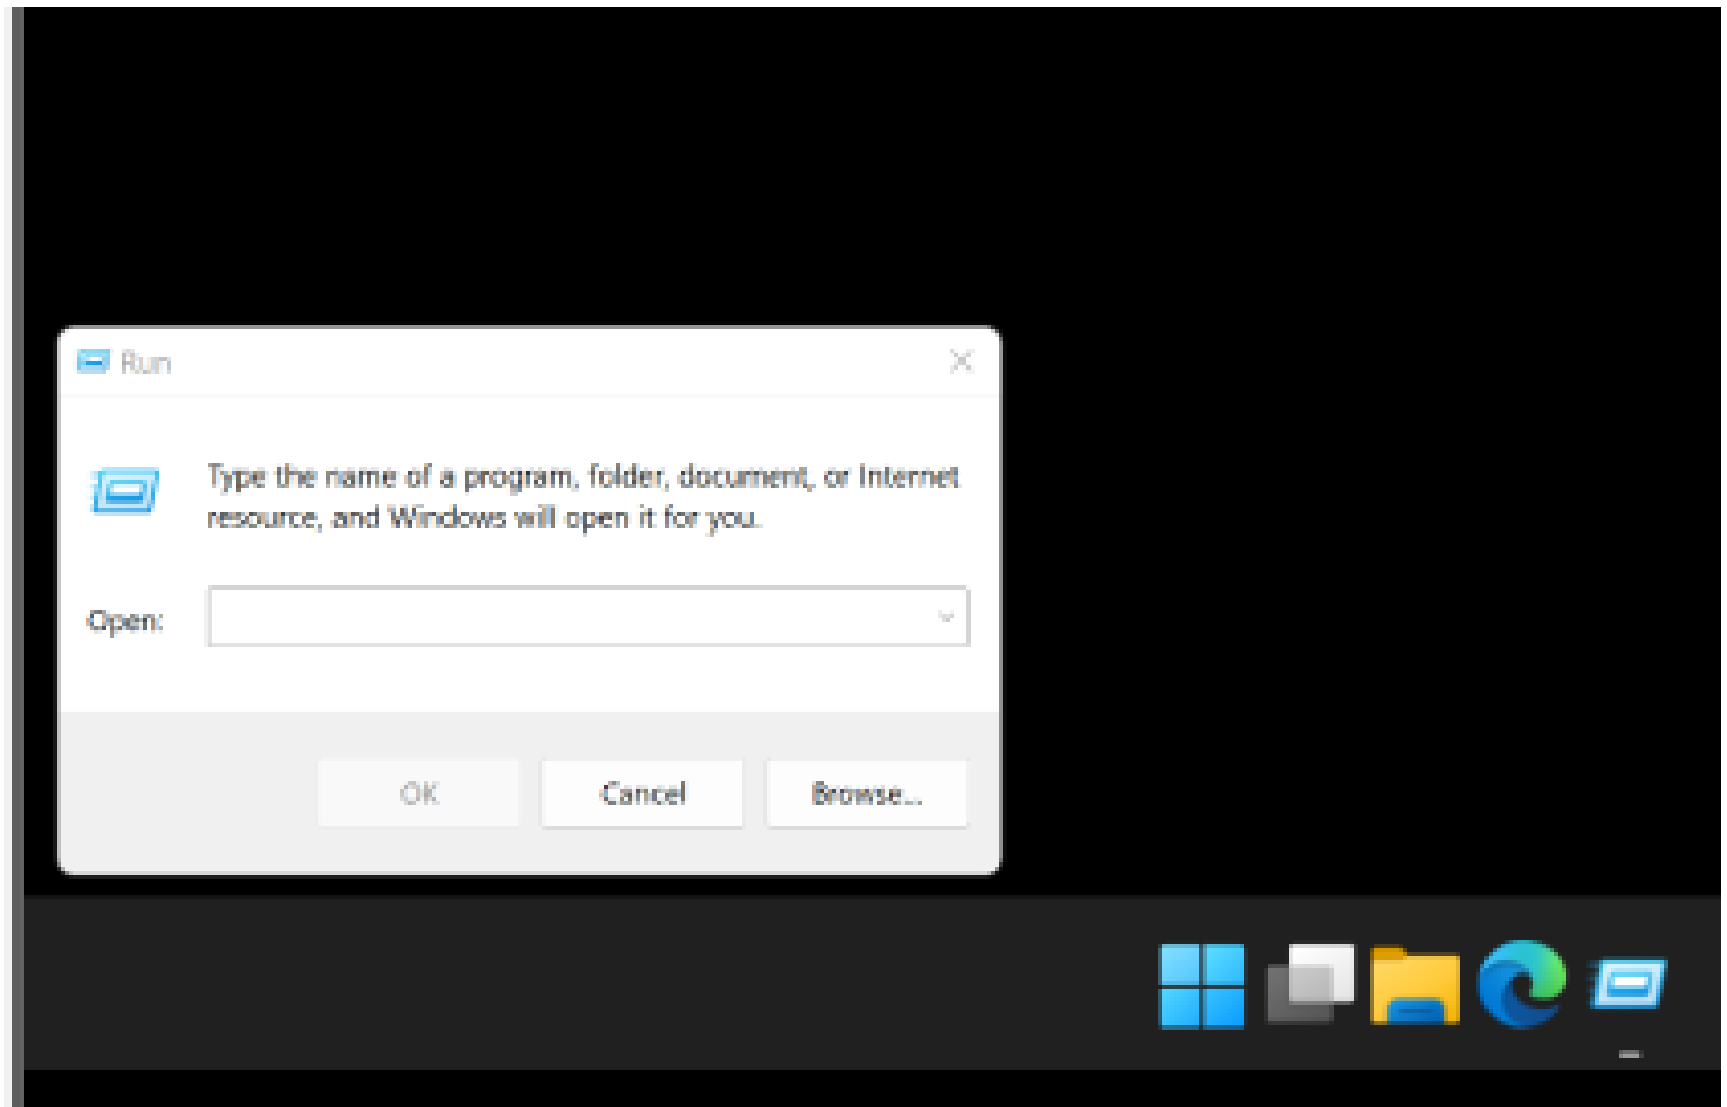 Run
Type the name of a program, folder, document, or Internet
resource, and Windows will open it for you.
Open:
OK
Cancel
Browse...